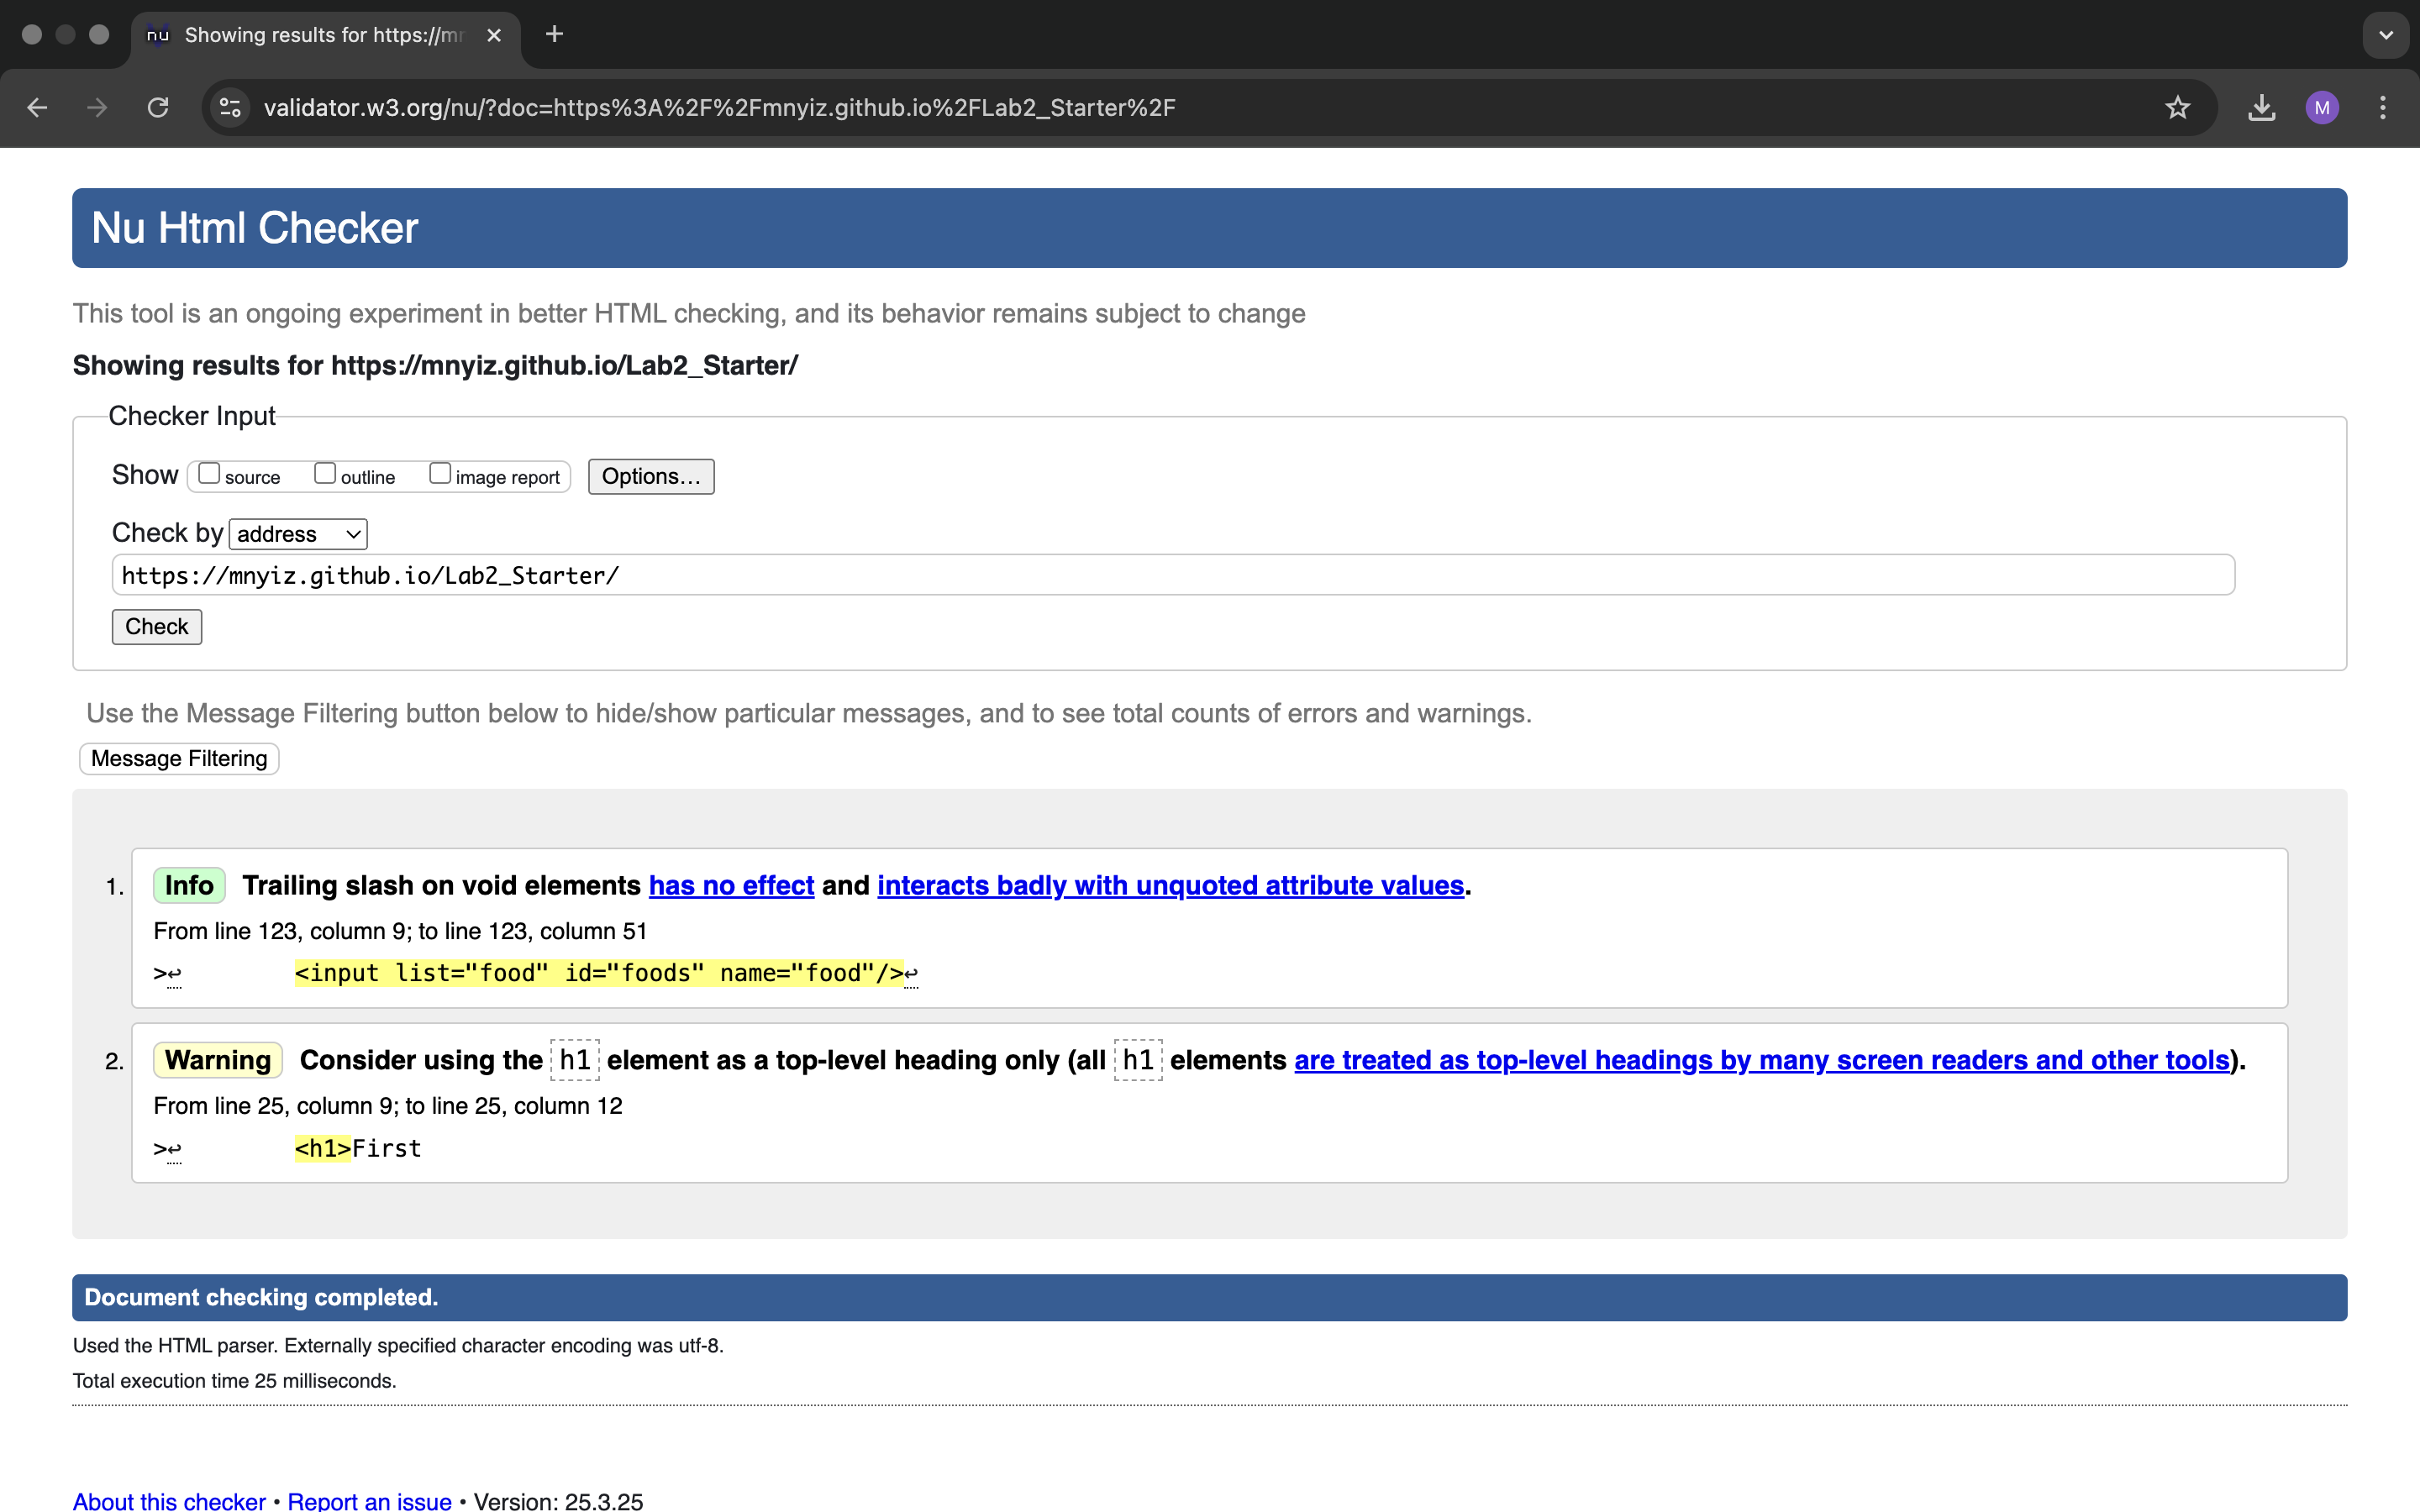 nu Showing results for https://mr
validator.w3.org/nu/?doc=https%3A%2F%2Fmnyiz.github.io%2FLab2_Starter%2F
M
Nu Html Checker
This tool is an ongoing experiment in better HTML checking, and its behavior remains subject to change
Showing results for https://mnyiz.github.io/Lab2_Starter/
Checker Input
Show source outline image report Options…
Check by address
https://mnyiz.github.io/Lab2_Starter/
Check
Use the Message Filtering button below to hide/show particular messages, and to see total counts of errors and warnings.
Message Filtering
1. Info Trailing slash on void elements has no effect and interacts badly with unquoted attribute values.
From line 123, column 9; to line 123, column 51
>↩ <input list="food" id="foods" name="food"/>↩
2. Warning Consider using the h1 element as a top-level heading only (all h1 elements are treated as top-level headings by many screen readers and other tools).
From line 25, column 9; to line 25, column 12
>↩ <h1>First
Document checking completed.
Used the HTML parser. Externally specified character encoding was utf-8.
Total execution time 25 milliseconds.
About this checker • Report an issue • Version: 25.3.25